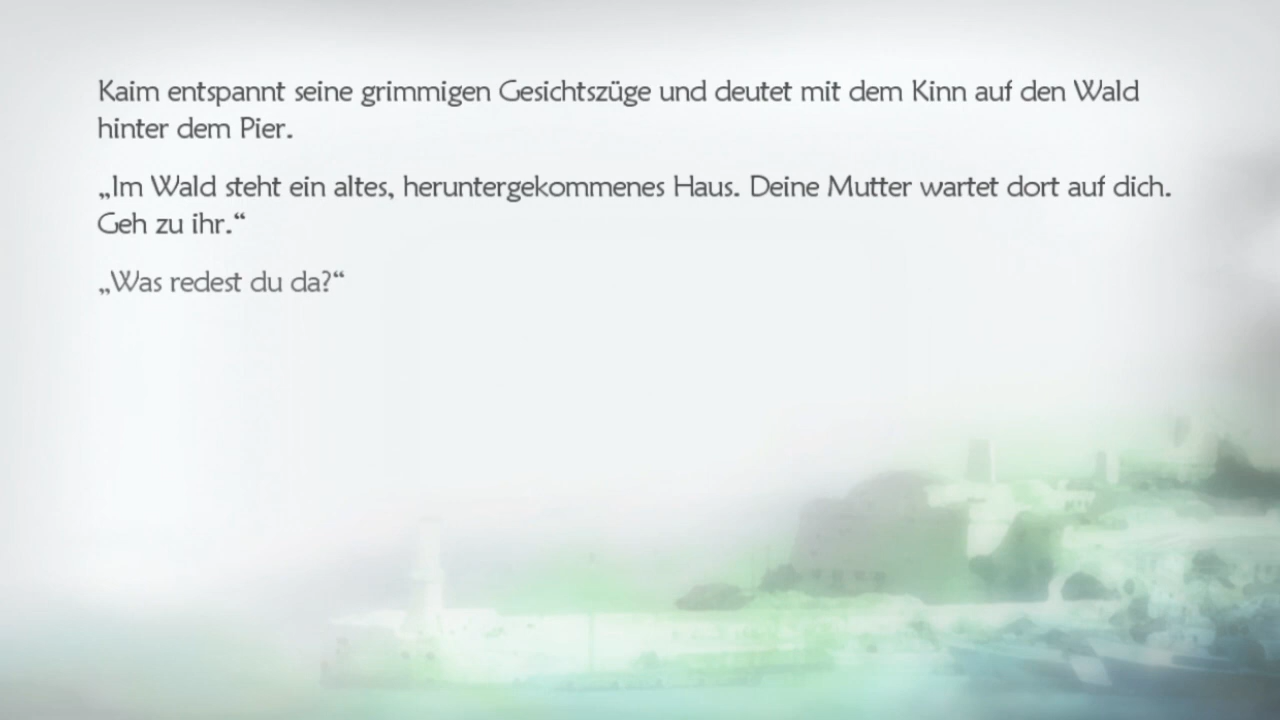 Kaim entspannt seine grimmigen Gesichtszüge und deutet mit dem Kinn auf den Wald
hinter dem Pier.
„Im Wald steht ein altes, heruntergekommenes Haus. Deine Mutter wartet dort auf dich.
Geh zu ihr.“
„Was redest du da?“